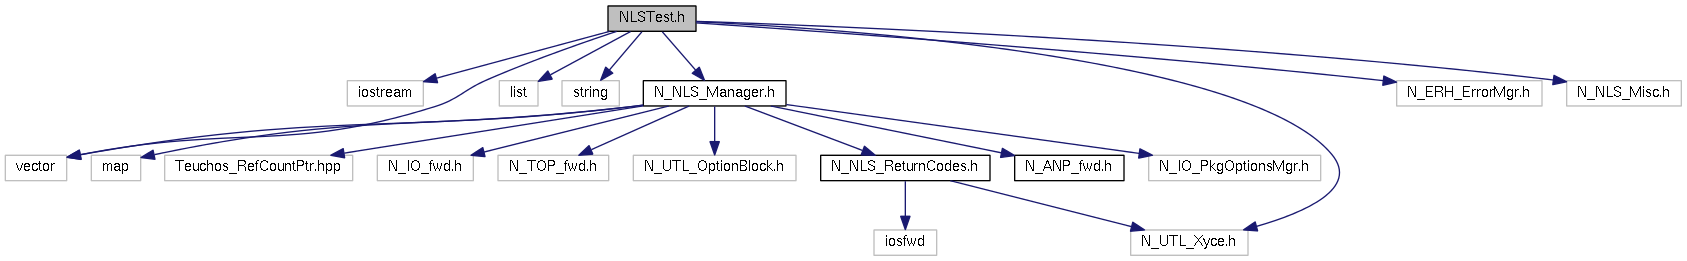 NLSTest.h
iostream
list
string
N_NLS_Manager.h
N_ERH_ErrorMgr.h
N_NLS_Misc.h
vector
map
Teuchos_RefCountPtr.hpp
N_IO_fwd.h
N_TOP_fwd.h
N_UTL_OptionBlock.h
N_NLS_ReturnCodes.h
N_ANP_fwd.h
N_IO_PkgOptionsMgr.h
iosfwd
N_UTL_Xyce.h